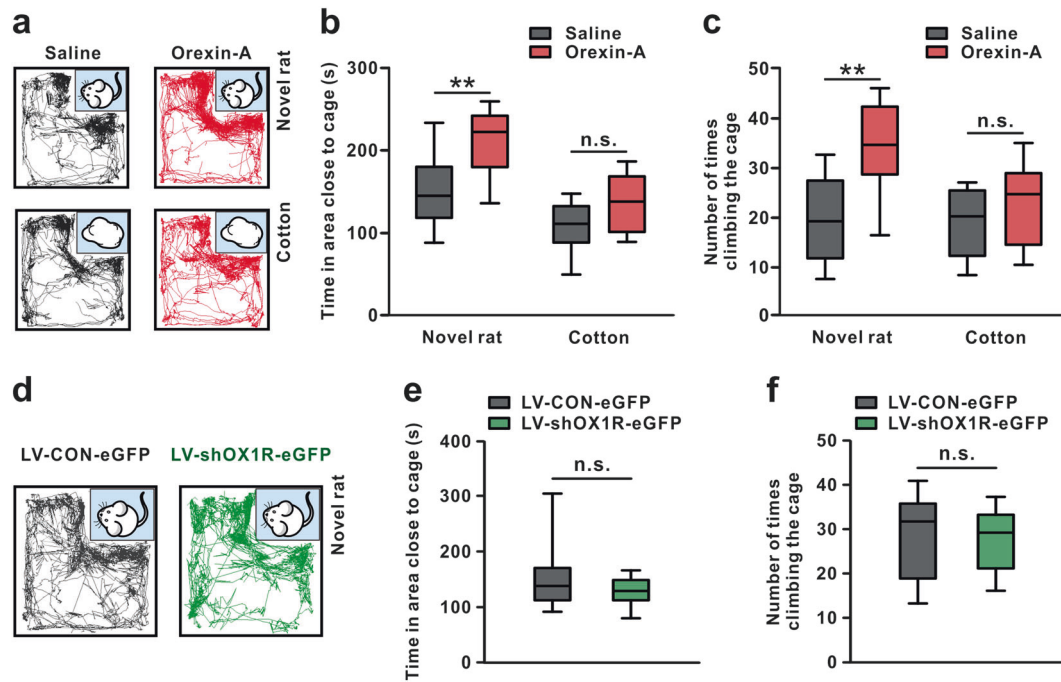 a
Saline
Orexin-A
Novel rat
Cotton
b
Saline
Orexin-A
Time in area close to cage (s)
300
200
100
0
**
n.s.
Novel rat
Cotton
c
Saline
Orexin-A
Number of times
climbing the cage
50
40
30
20
10
0
**
n.s.
Novel rat
Cotton
d
LV-CON-eGFP
LV-shOX1R-eGFP
Novel rat
e
LV-CON-eGFP
LV-shOX1R-eGFP
Time in area close to cage (s)
400
300
200
100
0
n.s.
f
LV-CON-eGFP
LV-shOX1R-eGFP
Number of times
climbing the cage
50
40
30
20
10
0
n.s.